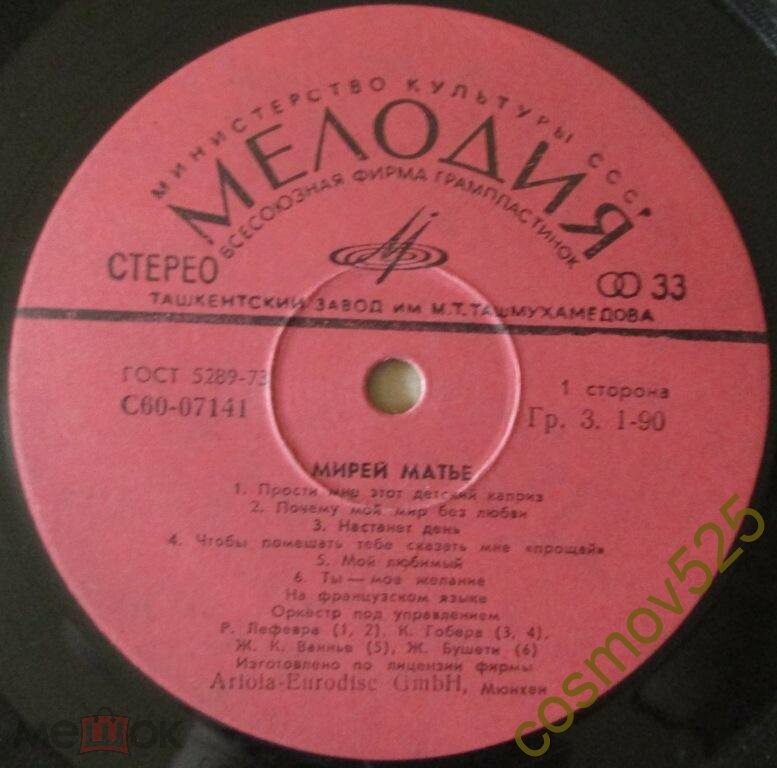 МИНИСТЕРСТВО КУЛЬТУРЫ СССР
МЕЛОДИЯ
ВСЕСОЮЗНАЯ ФИРМА ГРАМПЛАСТИНОК
СТЕРЕО
33
ТАШКЕНТСКИЙ ЗАВОД ИМ М.Т.ТАШМУХАМЕДОВА
ГОСТ 5289-73
С60-07141
1 сторона
Гр. 3. 1-90
МИРЕЙ МАТЬЕ
1. Прости мне этот детский каприз
2. Почему мой мир без любви
3. Настанет день
4. Чтобы помешать тебе сказать мне «прощай»
5. Мой любимый
6. Ты — мое желание
На французском языке
Оркестр под управлением
Р. Лефевра (1, 2), К. Гобера (3, 4),
Ж. К. Ваннье (5), Ж. Бушети (6)
Изготовлено по лицензии фирмы
Ariola-Eurodisc GmbH, Мюнхен
cosmov525
мешок